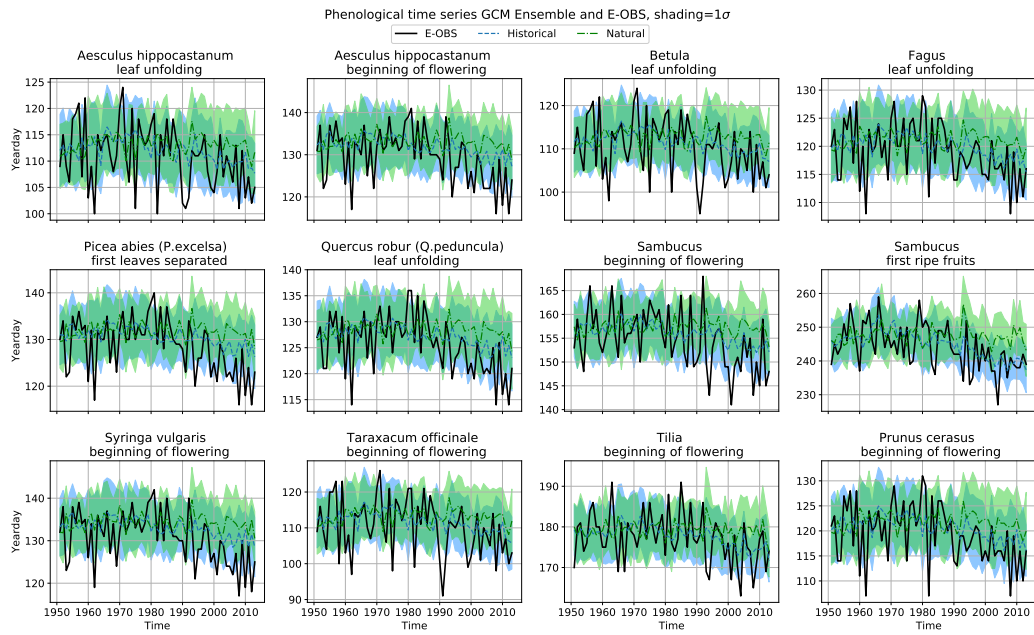 Phenological time series GCM Ensemble and E-OBS, shading=1σ
E-OBS Historical Natural
Aesculus hippocastanum
leaf unfolding
Aesculus hippocastanum
beginning of flowering
Betula
leaf unfolding
Fagus
leaf unfolding
Yearday
125
120
115
110
105
100
140
130
120
120
110
100
130
125
120
115
110
Picea abies (P.excelsa)
first leaves separated
Quercus robur (Q.peduncula)
leaf unfolding
Sambucus
beginning of flowering
Sambucus
first ripe fruits
Yearday
140
130
120
140
135
130
125
120
115
165
160
155
150
145
140
260
250
240
230
Syringa vulgaris
beginning of flowering
Taraxacum officinale
beginning of flowering
Tilia
beginning of flowering
Prunus cerasus
beginning of flowering
Yearday
140
130
120
120
110
100
90
190
180
170
130
125
120
115
110
1950 1960 1970 1980 1990 2000 2010
1950 1960 1970 1980 1990 2000 2010
1950 1960 1970 1980 1990 2000 2010
1950 1960 1970 1980 1990 2000 2010
Time
Time
Time
Time